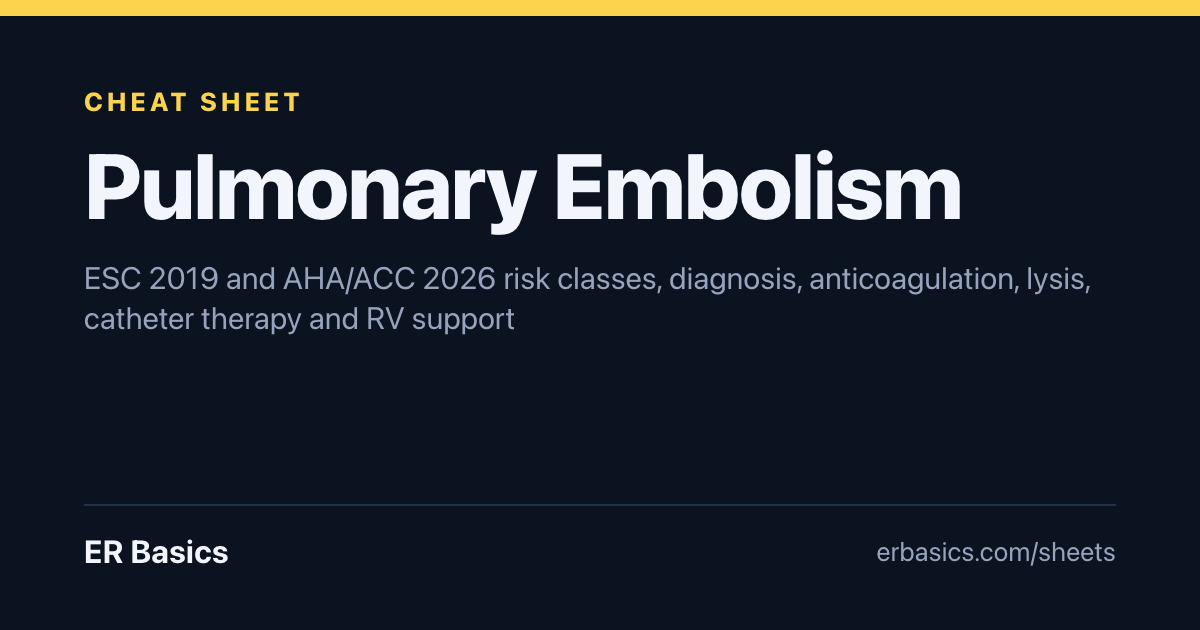 CHEAT SHEET
Pulmonary Embolism
ESC 2019 and AHA/ACC 2026 risk classes, diagnosis, anticoagulation, lysis,
catheter therapy and RV support
ER Basics
erbasics.com/sheets